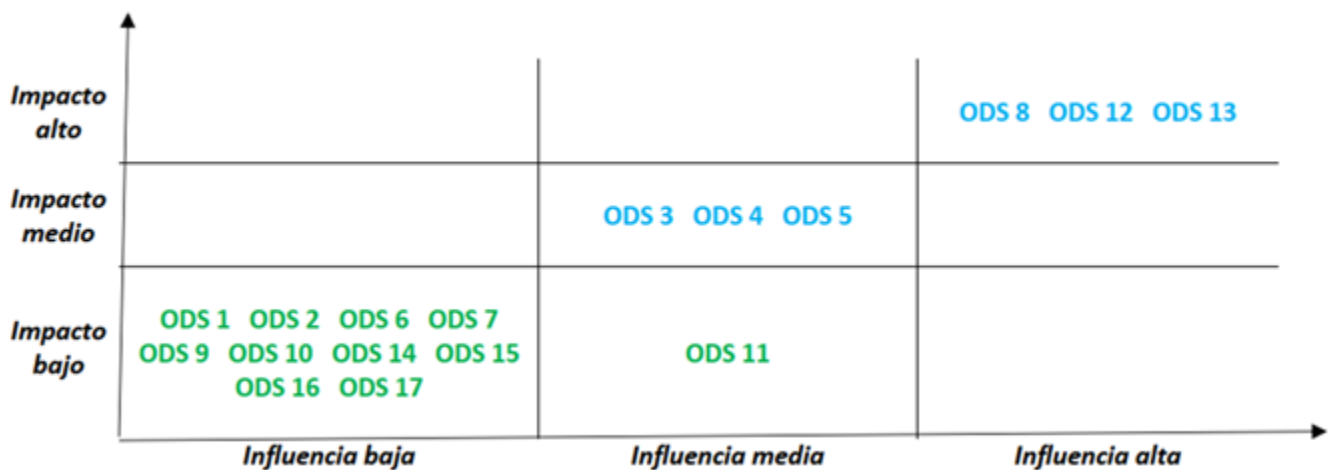 Impacto
alto
ODS 8 ODS 12 ODS 13
Impacto
medio
ODS 3 ODS 4 ODS 5
Impacto
bajo
ODS 1 ODS 2 ODS 6 ODS 7
ODS 9 ODS 10 ODS 14 ODS 15
ODS 16 ODS 17
ODS 11
Influencia baja
Influencia media
Influencia alta